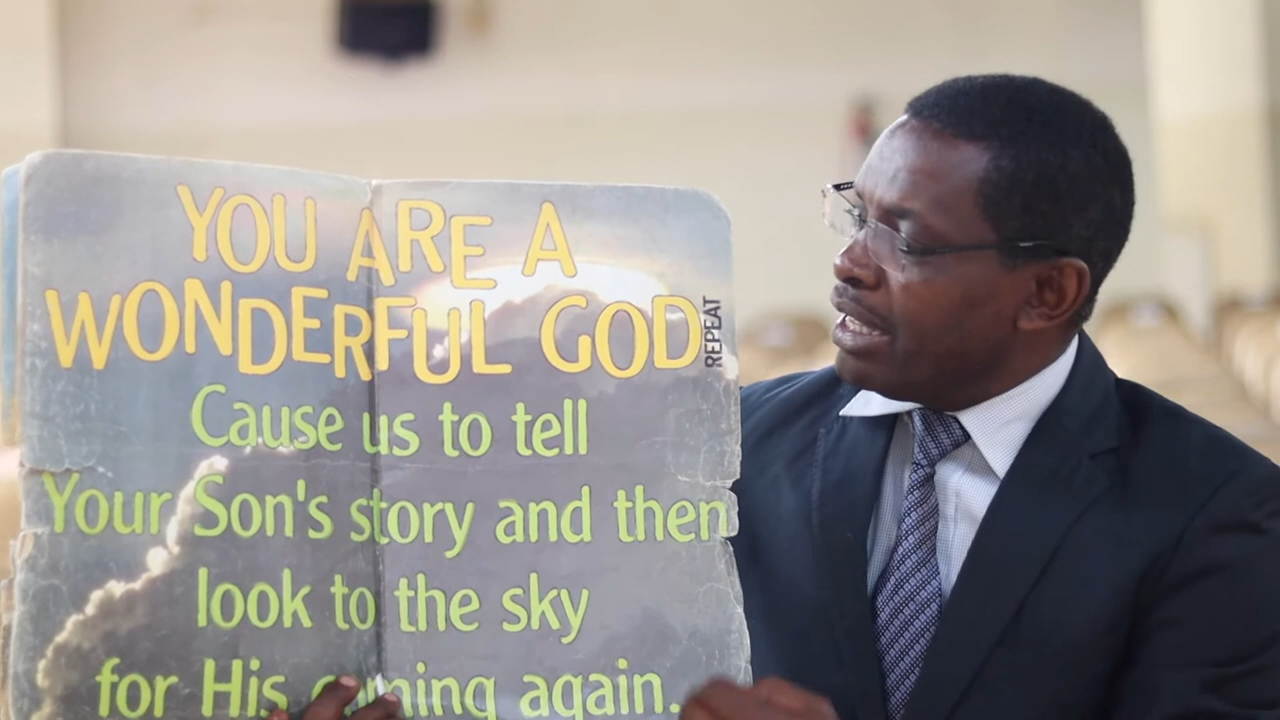 YOU ARE A
WONDERFUL GOD
REPEAT
Cause us to tell
Your Son's story and then
look to the sky
for His coming again.